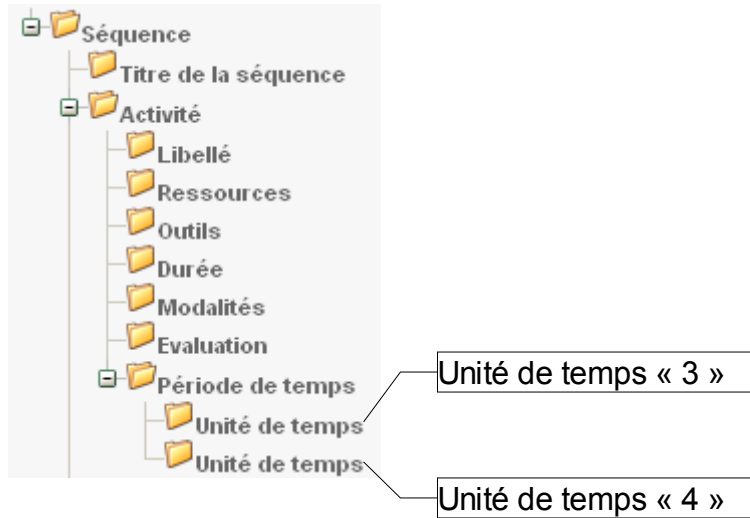 Séquence
Titre de la séquence
Activité
Libellé
Ressources
Outils
Durée
Modalités
Evaluation
Période de temps
Unité de temps
Unité de temps
Unité de temps « 3 »
Unité de temps « 4 »